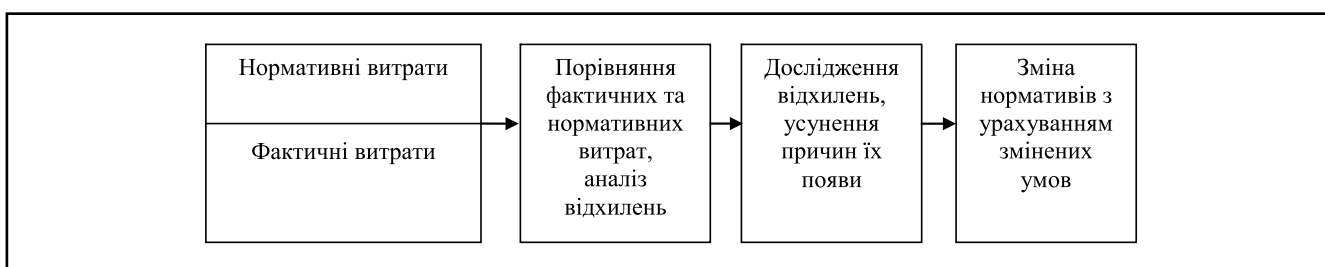 Нормативні витрати
Фактичні витрати
Порівняння
фактичних та
нормативних
витрат,
аналіз
відхилень
Дослідження
відхилень,
усунення
причин їх
появи
Зміна
нормативів з
урахуванням
змінених
умов